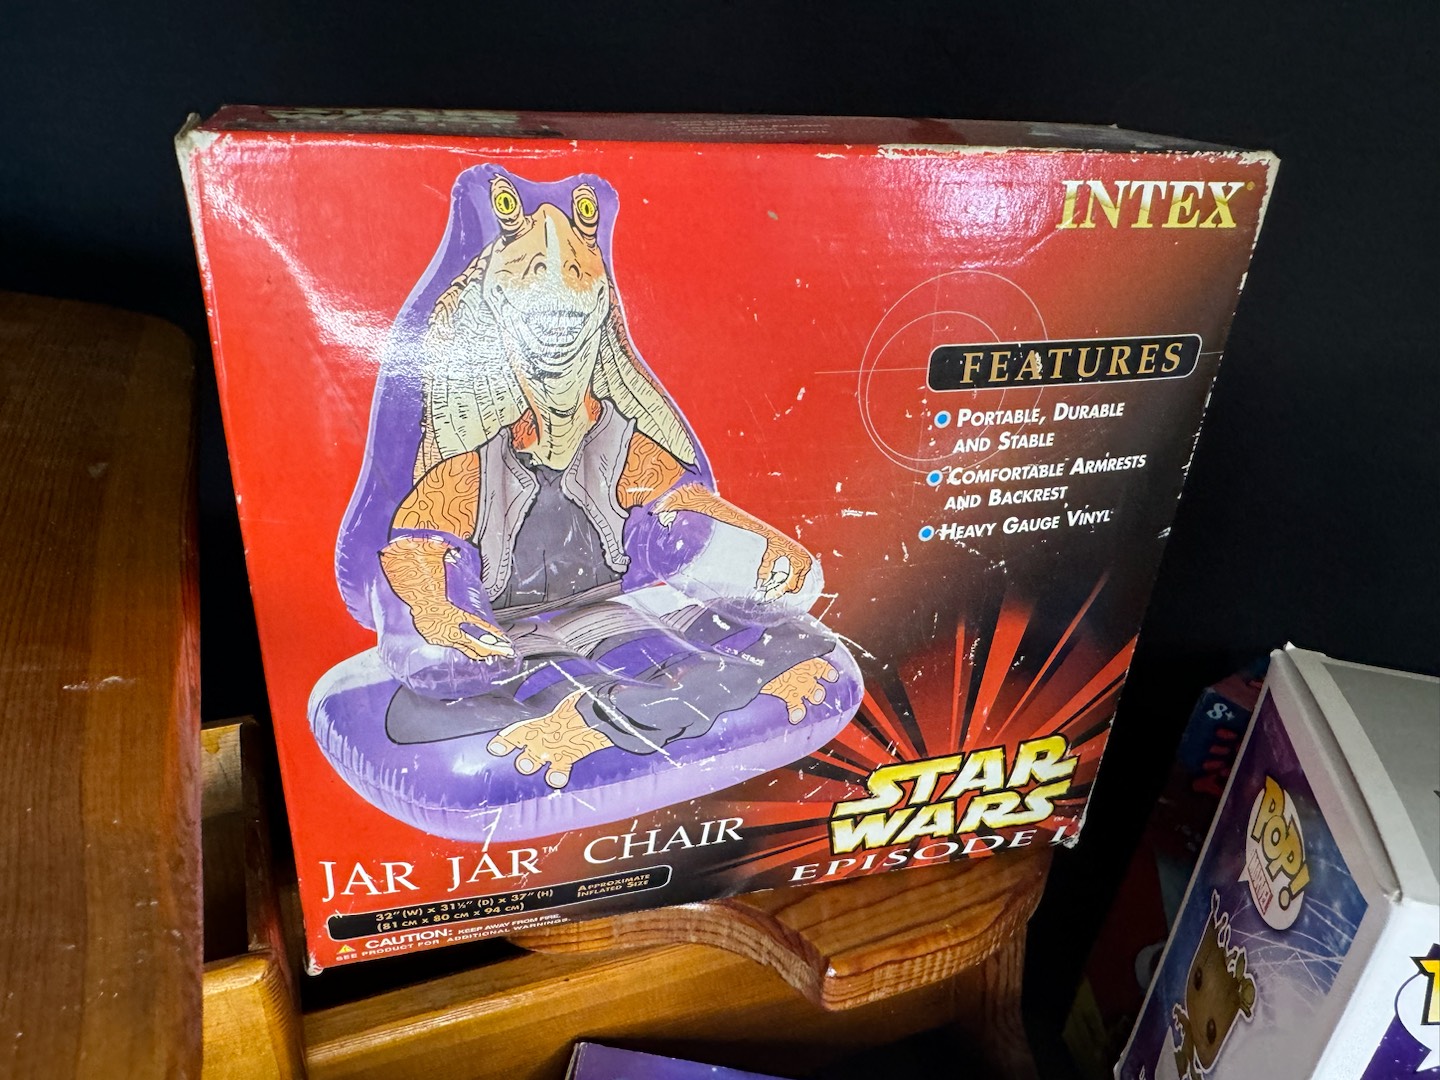 INTEX
FEATURES
PORTABLE, DURABLE
AND STABLE
COMFORTABLE ARMRESTS
AND BACKREST
HEAVY GAUGE VINYL
STAR
WARS
EPISODE I
JAR JAR™ CHAIR
32" (W) x 31½" (D) x 37" (H)
(81 CM x 80 CM x 94 CM)
APPROXIMATE
INFLATED SIZE
CAUTION: KEEP AWAY FROM FIRE.
SEE PRODUCT FOR ADDITIONAL WARNINGS.
8+
POP!
MARVEL